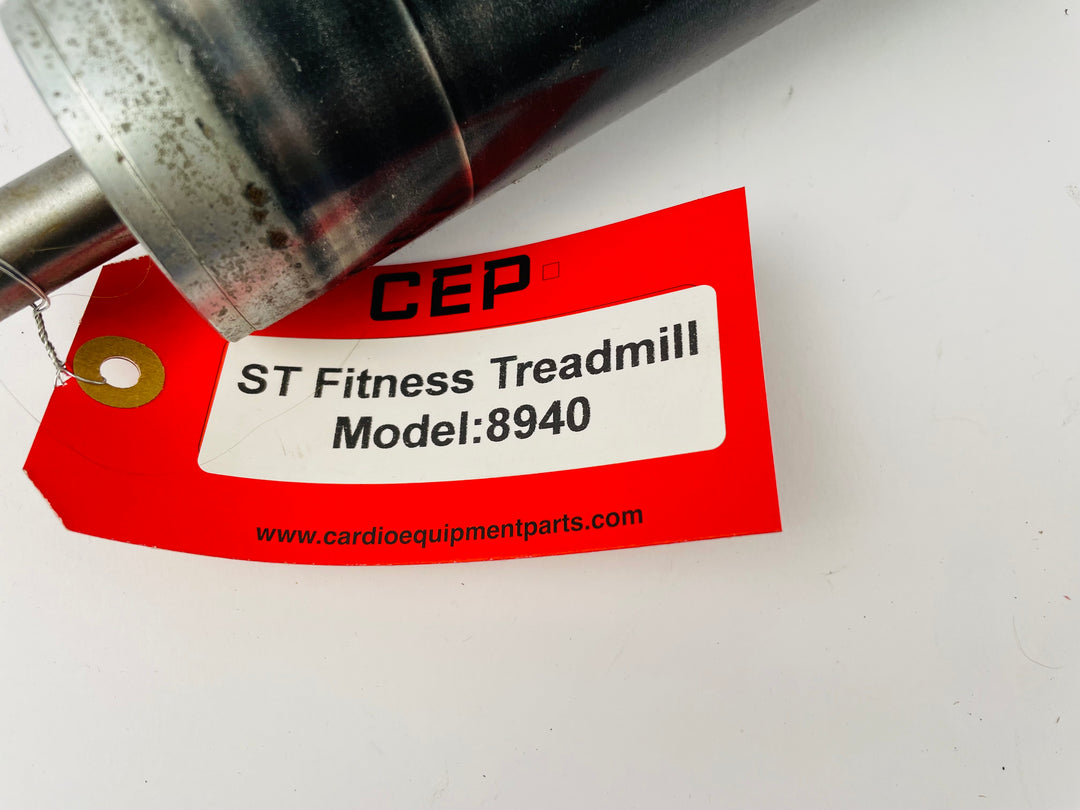 CEP
ST Fitness Treadmill
Model:8940
www.cardioequipmentparts.com